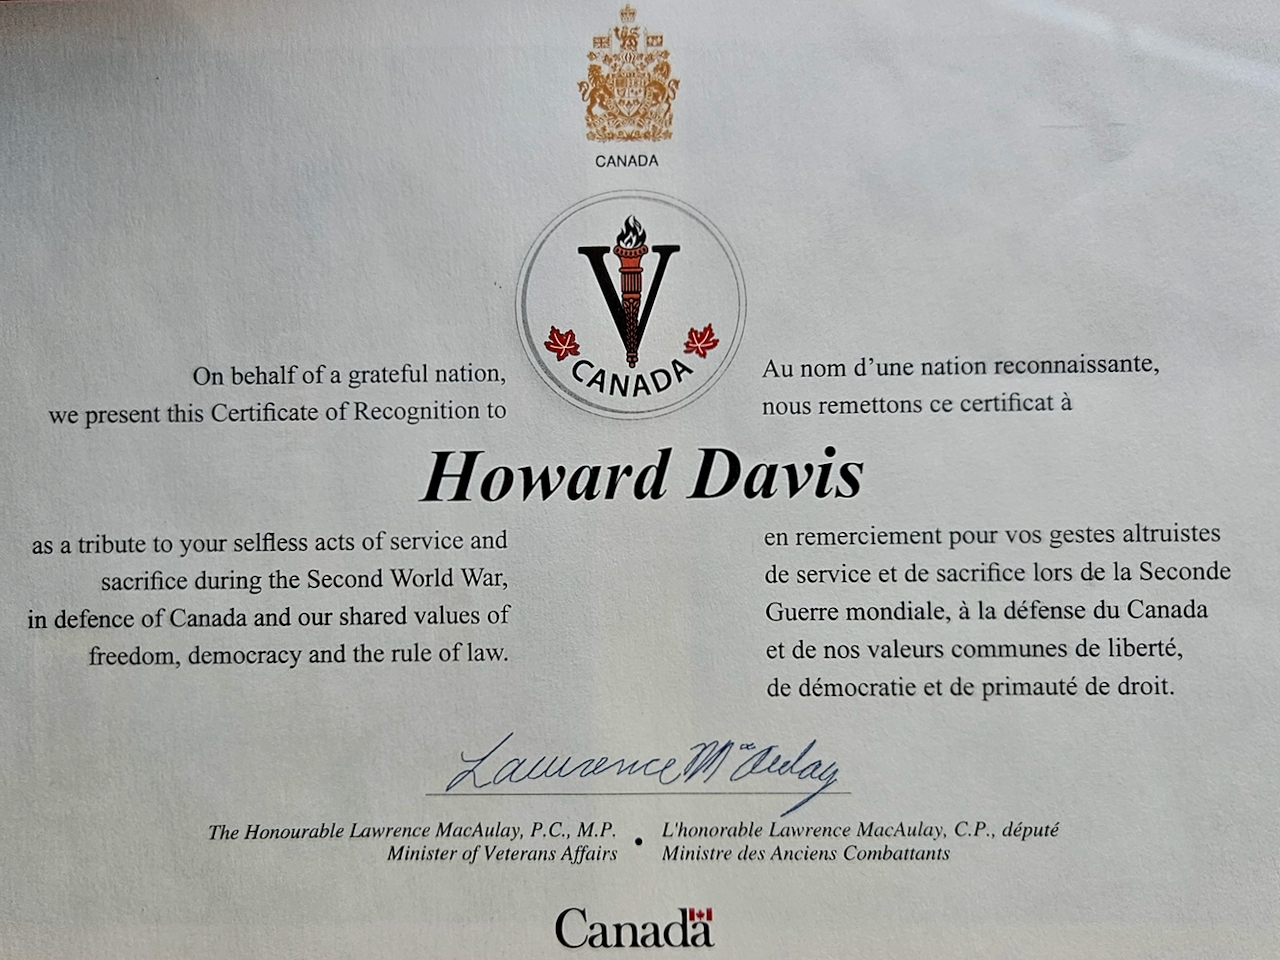 CANADA
V
CANADA
On behalf of a grateful nation,
we present this Certificate of Recognition to
Au nom d’une nation reconnaissante,
nous remettons ce certificat à
Howard Davis
as a tribute to your selfless acts of service and
sacrifice during the Second World War,
in defence of Canada and our shared values of
freedom, democracy and the rule of law.
en remerciement pour vos gestes altruistes
de service et de sacrifice lors de la Seconde
Guerre mondiale, à la défense du Canada
et de nos valeurs communes de liberté,
de démocratie et de primauté de droit.
Lawrence MacAulay
The Honourable Lawrence MacAulay, P.C., M.P.
Minister of Veterans Affairs
•
L'honorable Lawrence MacAulay, C.P., député
Ministre des Anciens Combattants
Canada